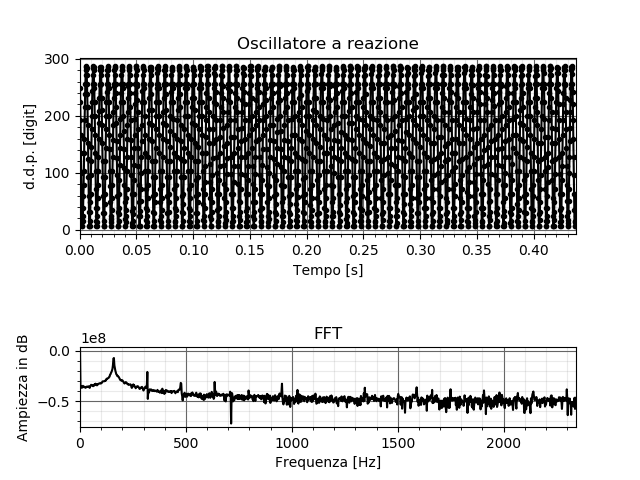 Oscillatore a reazione
300
200
100
0
d.d.p. [digit]
0.00 0.05 0.10 0.15 0.20 0.25 0.30 0.35 0.40
Tempo [s]
FFT
1e8
0.0
−0.5
Ampiezza in dB
0 500 1000 1500 2000
Frequenza [Hz]